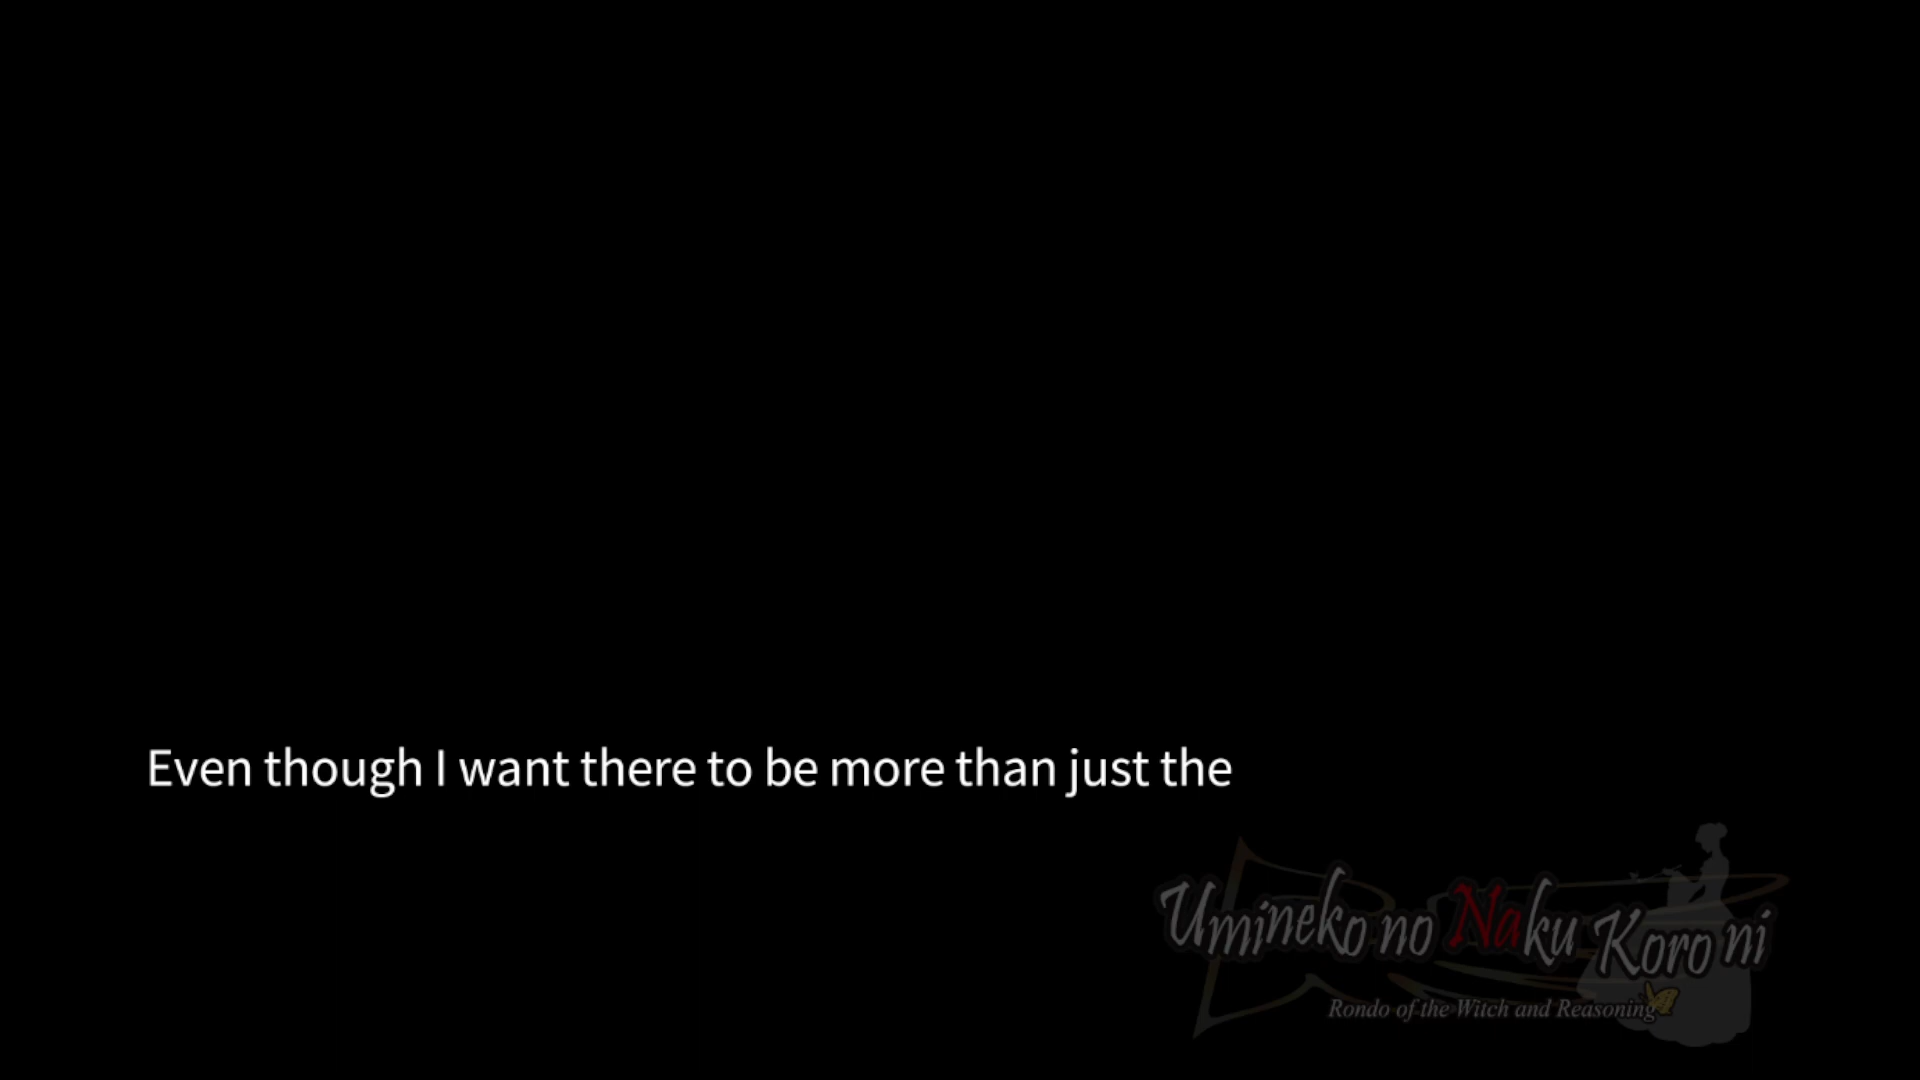 Even though I want there to be more than just the
Umineko no Naku Koro ni
Rondo of the Witch and Reasoning